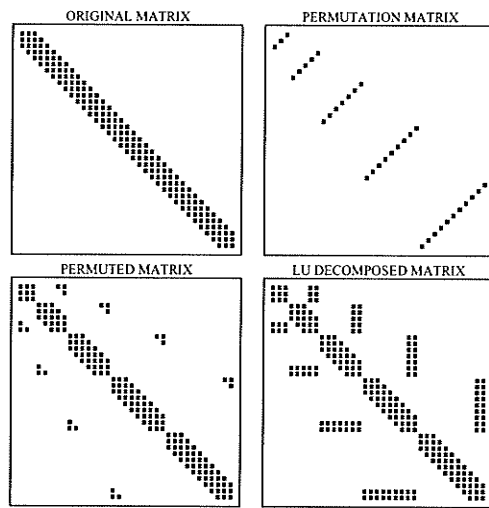 ORIGINAL MATRIX
PERMUTATION MATRIX
PERMUTED MATRIX
LU DECOMPOSED MATRIX